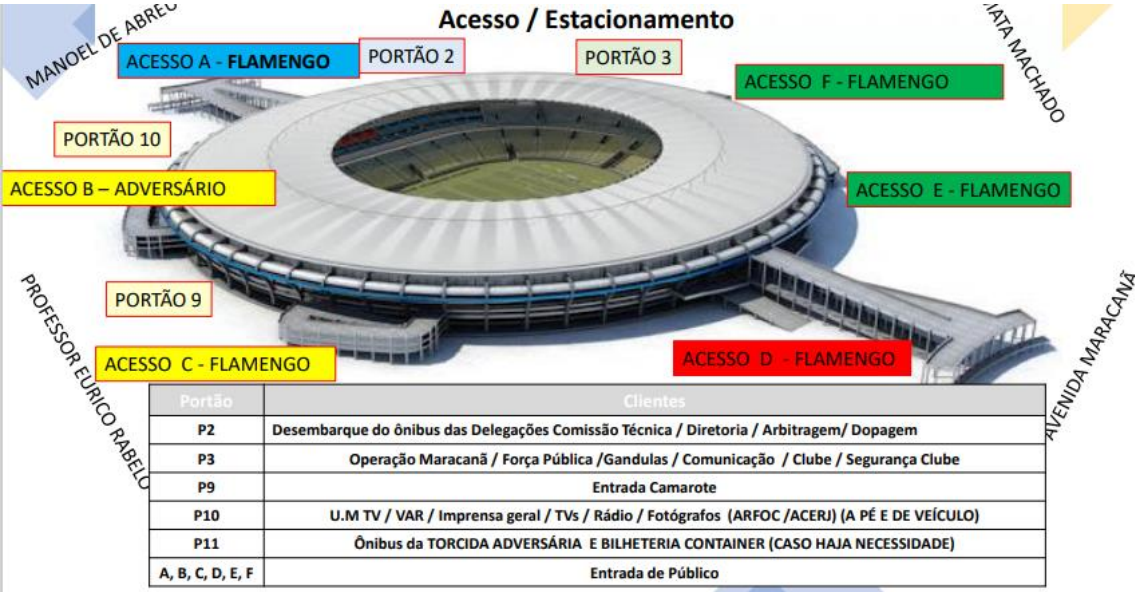 Acesso / Estacionamento
MANOEL DE ABREU
MATA MACHADO
ACESSO A - FLAMENGO
PORTÃO 2
PORTÃO 3
ACESSO F - FLAMENGO
PORTÃO 10
ACESSO B – ADVERSÁRIO
ACESSO E - FLAMENGO
PORTÃO 9
PROFESSOR EURICO RABELO
AVENIDA MARACANÃ
ACESSO C - FLAMENGO
ACESSO D - FLAMENGO
Portão Clientes
P2 Desembarque do ônibus das Delegações Comissão Técnica / Diretoria / Arbitragem/ Dopagem
P3 Operação Maracanã / Força Pública /Gandulas / Comunicação / Clube / Segurança Clube
P9 Entrada Camarote
P10 U.M TV / VAR / Imprensa geral / TVs / Rádio / Fotógrafos (ARFOC /ACERJ) (A PÉ E DE VEÍCULO)
P11 Ônibus da TORCIDA ADVERSÁRIA E BILHETERIA CONTAINER (CASO HAJA NECESSIDADE)
A, B, C, D, E, F Entrada de Público